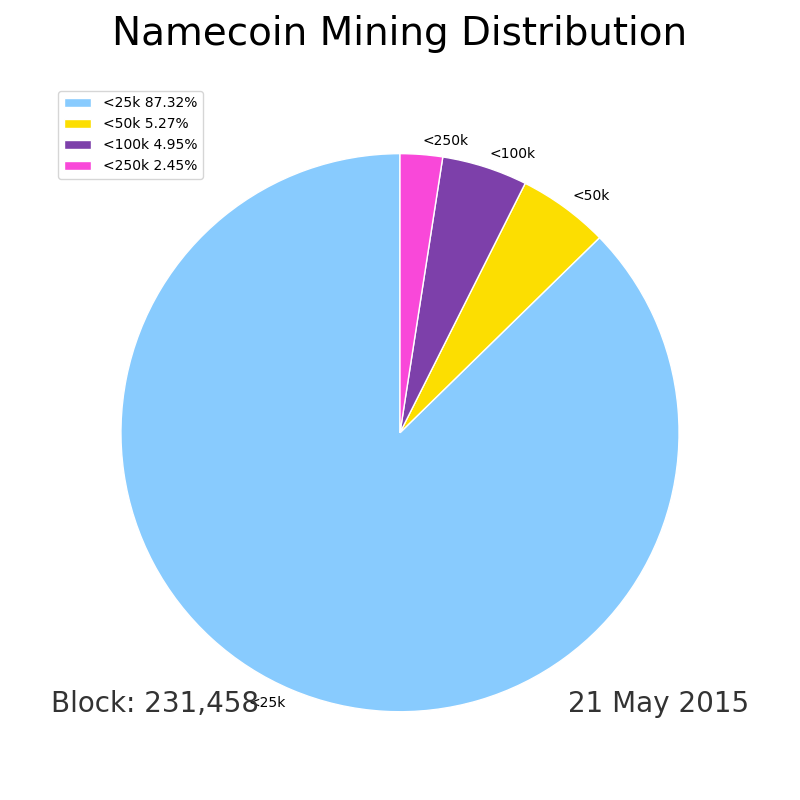 Namecoin Mining Distribution
<25k 87.32%
<50k 5.27%
<100k 4.95%
<250k 2.45%
<250k
<100k
<50k
Block: 231,458
<25k
21 May 2015